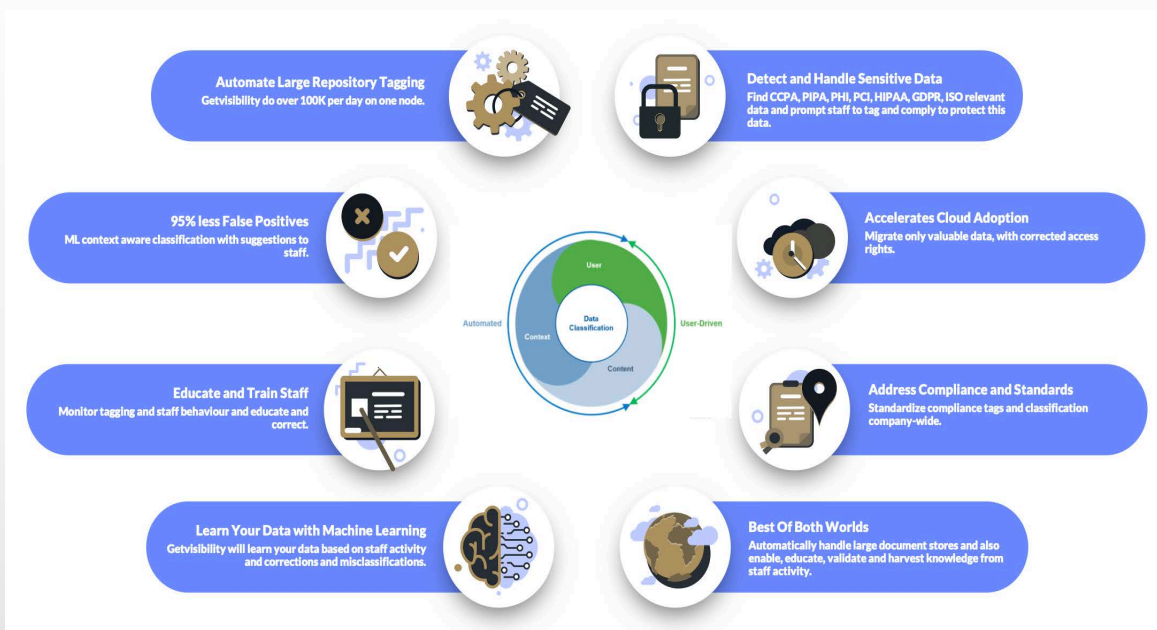 Automate Large Repository Tagging
Getvisibility do over 100K per day on one node.
Detect and Handle Sensitive Data
Find CCPA, PIPA, PHI, PCI, HIPAA, GDPR, ISO relevant
data and prompt staff to tag and comply to protect this
data.
95% less False Positives
ML context aware classification with suggestions to
staff.
Accelerates Cloud Adoption
Migrate only valuable data, with corrected access
rights.
User
Automated
Data
Classification
User-Driven
Context
Content
Educate and Train Staff
Monitor tagging and staff behaviour and educate and
correct.
Address Compliance and Standards
Standardize compliance tags and classification
company-wide.
Learn Your Data with Machine Learning
Getvisibility will learn your data based on staff activity
and corrections and misclassifications.
Best Of Both Worlds
Automatically handle large document stores and also
enable, educate, validate and harvest knowledge from
staff activity.